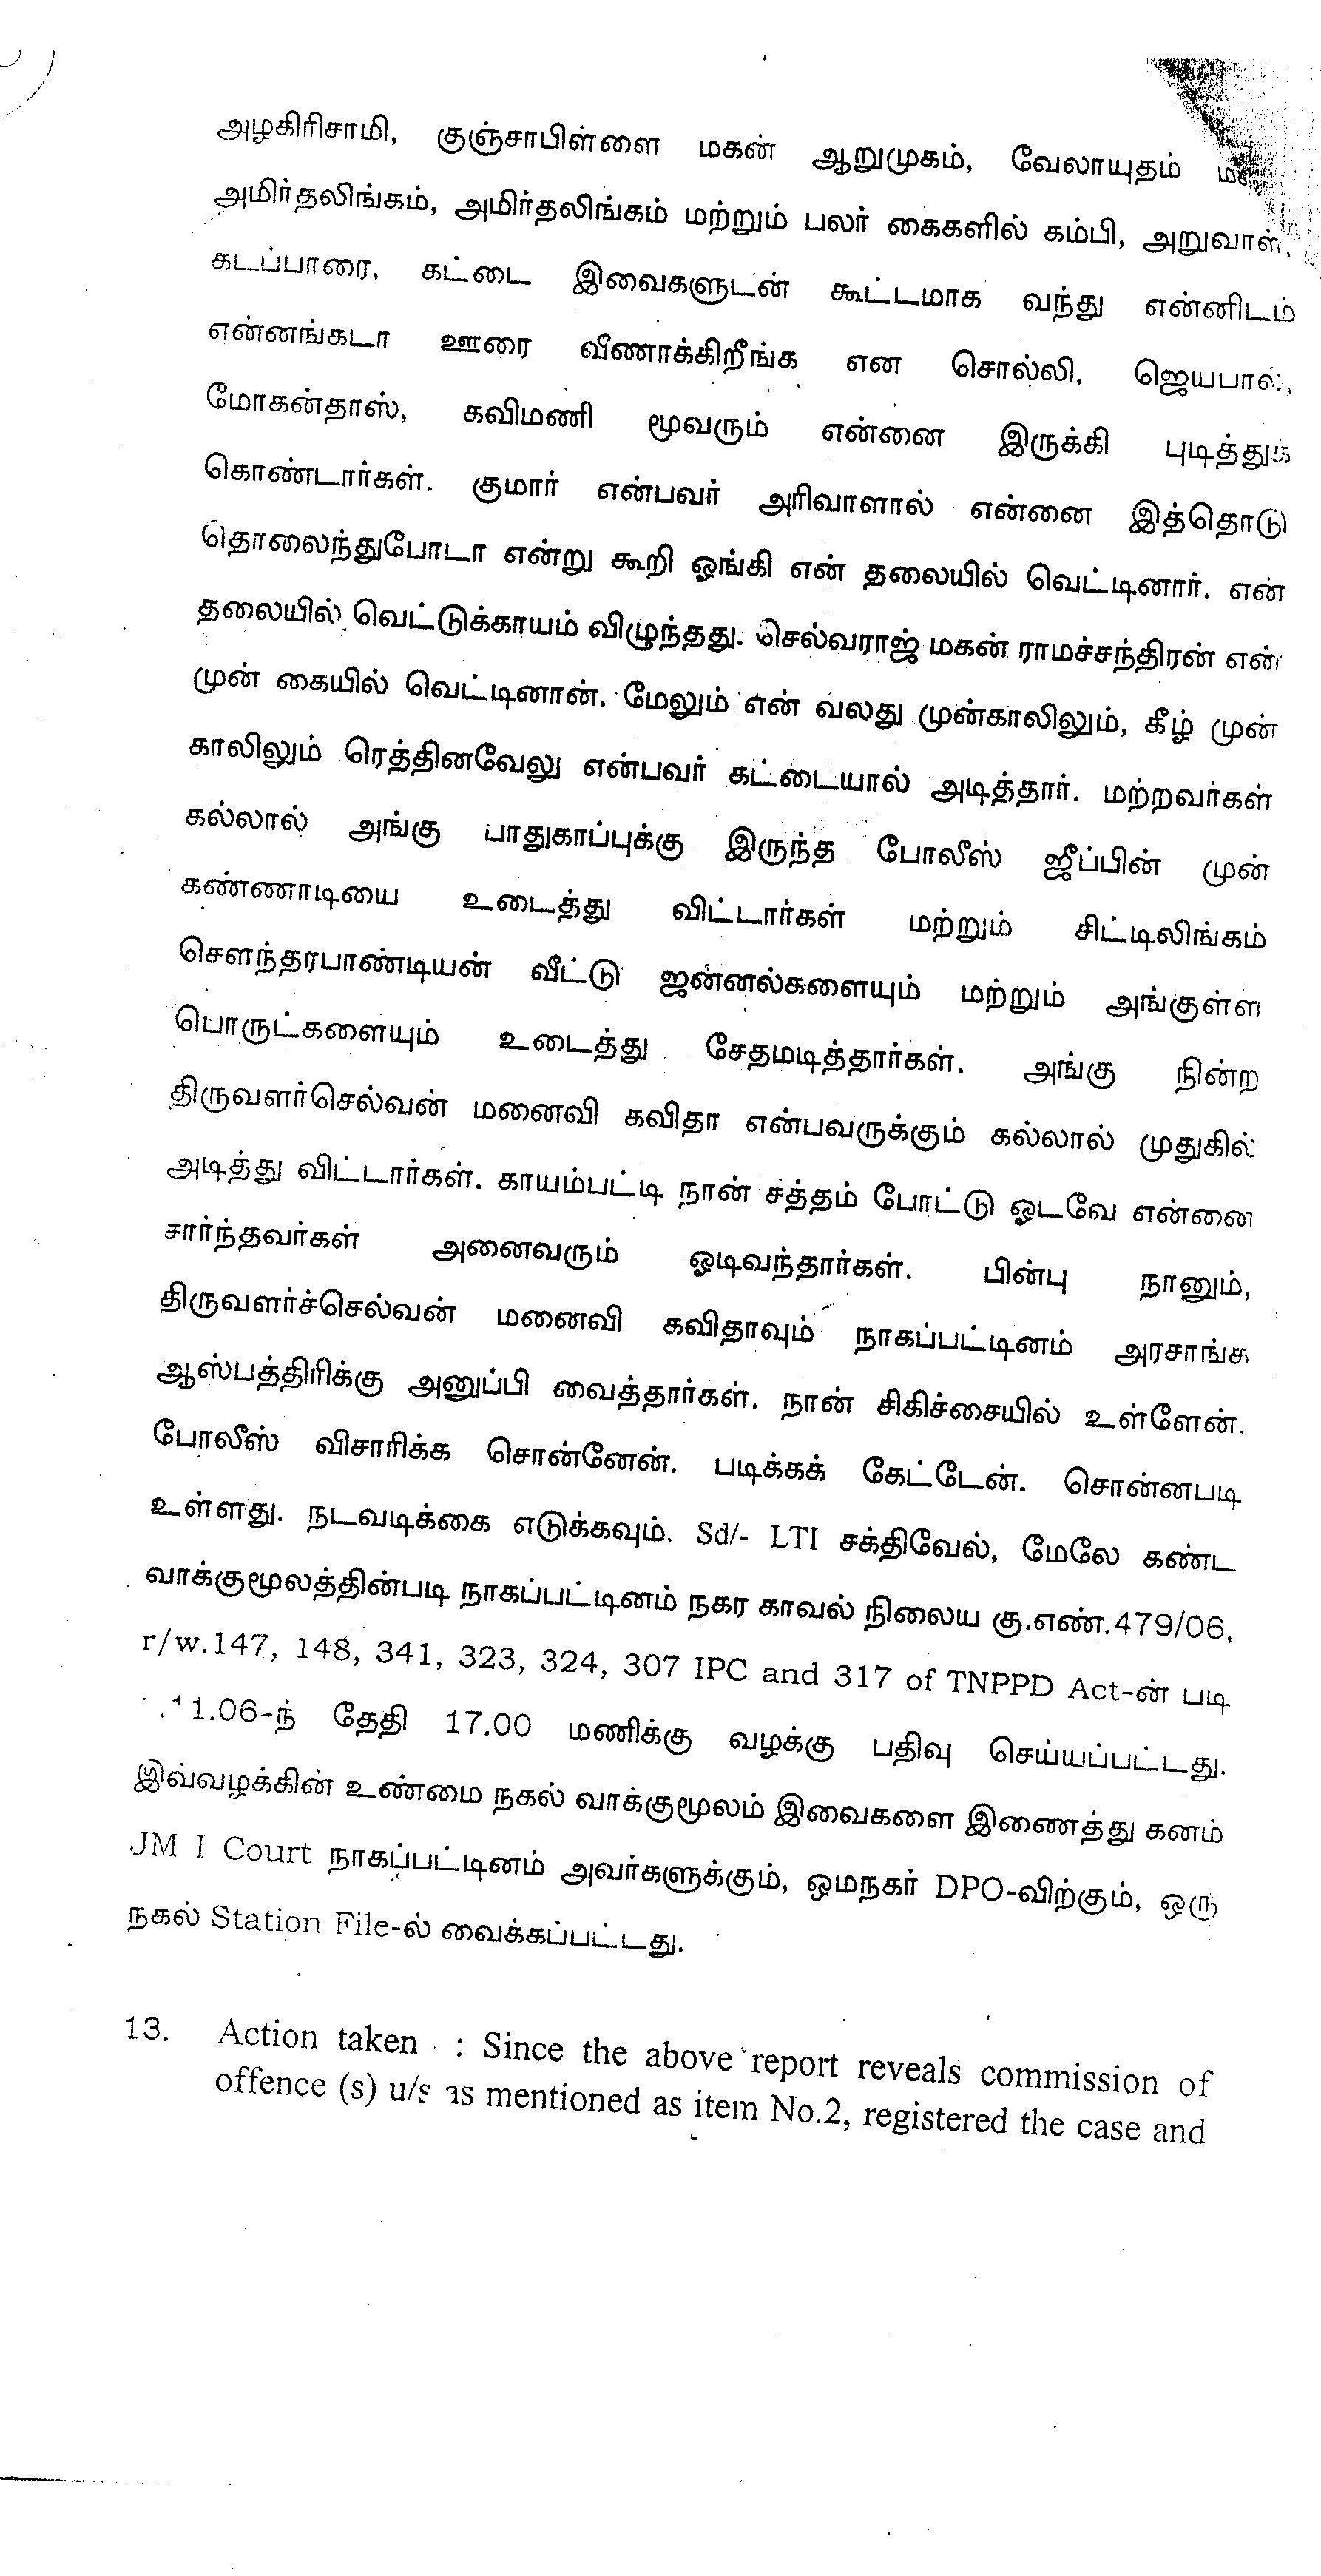 அழகிரிசாமி, குஞ்சாபிள்ளை மகன் ஆறுமுகம், வேலாயுதம்
அமிர்தலிங்கம், அமிர்தலிங்கம் மற்றும் பலர் கைகளில் கம்பி, அறுவாள்,
கடப்பாரை, கட்டை இவைகளுடன் கூட்டமாக வந்து என்னிடம்
என்னங்கடா ஊரை வீணாக்கிறீங்க என சொல்லி, ஜெயபால்,
மோகன்தாஸ், கவிமணி மூவரும் என்னை இருக்கி புடித்துக்
கொண்டார்கள். குமார் என்பவர் அரிவாளால் என்னை இத்தொடு
தொலைந்துபோடா என்று கூறி ஓங்கி என் தலையில் வெட்டினார். என்
தலையில் வெட்டுக்காயம் விழுந்தது. செல்வராஜ் மகன் ராமச்சந்திரன் என்
முன் கையில் வெட்டினான். மேலும் என் வலது முன்காலிலும், கீழ் முன்
காலிலும் ரெத்தினவேலு என்பவர் கட்டையால் அடித்தார். மற்றவர்கள்
கல்லால் அங்கு பாதுகாப்புக்கு இருந்த போலீஸ் ஜீப்பின் முன்
கண்ணாடியை உடைத்து விட்டார்கள் மற்றும் சிட்டிலிங்கம்
சௌந்தரபாண்டியன் வீட்டு ஜன்னல்களையும் மற்றும் அங்குள்ள
பொருட்களையும் உடைத்து சேதமடித்தார்கள். அங்கு நின்ற
திருவளர்செல்வன் மனைவி கவிதா என்பவருக்கும் கல்லால் முதுகில்
அடித்து விட்டார்கள். காயம்பட்டி நான் சத்தம் போட்டு ஓடவே என்னை
சார்ந்தவர்கள் அனைவரும் ஓடிவந்தார்கள். பின்பு நானும்,
திருவளர்ச்செல்வன் மனைவி கவிதாவும் நாகப்பட்டினம் அரசாங்க
ஆஸ்பத்திரிக்கு அனுப்பி வைத்தார்கள். நான் சிகிச்சையில் உள்ளேன்.
போலீஸ் விசாரிக்க சொன்னேன். படிக்கக் கேட்டேன். சொன்னபடி
உள்ளது. நடவடிக்கை எடுக்கவும். Sd/- LTI சக்திவேல், மேலே கண்ட
வாக்குமூலத்தின்படி நாகப்பட்டினம் நகர காவல் நிலைய கு.எண்.479/06,
r/w.147, 148, 341, 323, 324, 307 IPC and 317 of TNPPD Act-ன் படி
1.06-ந் தேதி 17.00 மணிக்கு வழக்கு பதிவு செய்யப்பட்டது.
இவ்வழக்கின் உண்மை நகல் வாக்குமூலம் இவைகளை இணைத்து கனம்
JM I Court நாகப்பட்டினம் அவர்களுக்கும், ஒமநகர் DPO-விற்கும், ஒரு
நகல் Station File-ல் வைக்கப்பட்டது.
13. Action taken : Since the above report reveals commission of
offence (s) u/s as mentioned as item No.2, registered the case and